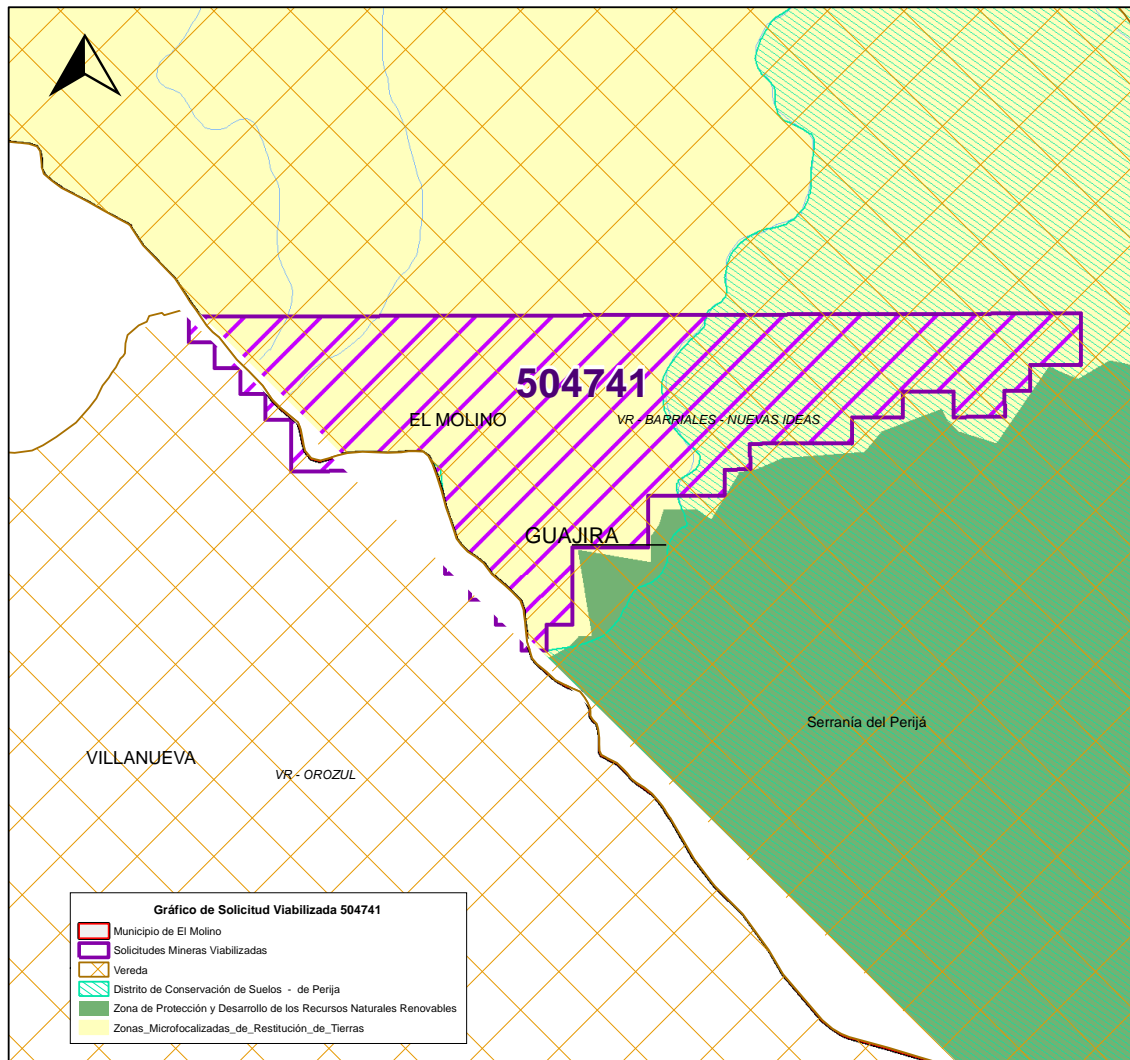 504741
EL MOLINO
VR - BARRIALES - NUEVAS IDEAS
GUAJIRA
Serranía del Perijá
VILLANUEVA
VR - OROZUL
Gráfico de Solicitud Viabilizada 504741
Municipio de El Molino
Solicitudes Mineras Viabilizadas
Vereda
Distrito de Conservación de Suelos - de Perija
Zona de Protección y Desarrollo de los Recursos Naturales Renovables
Zonas_Microfocalizadas_de_Restitución_de_Tierras